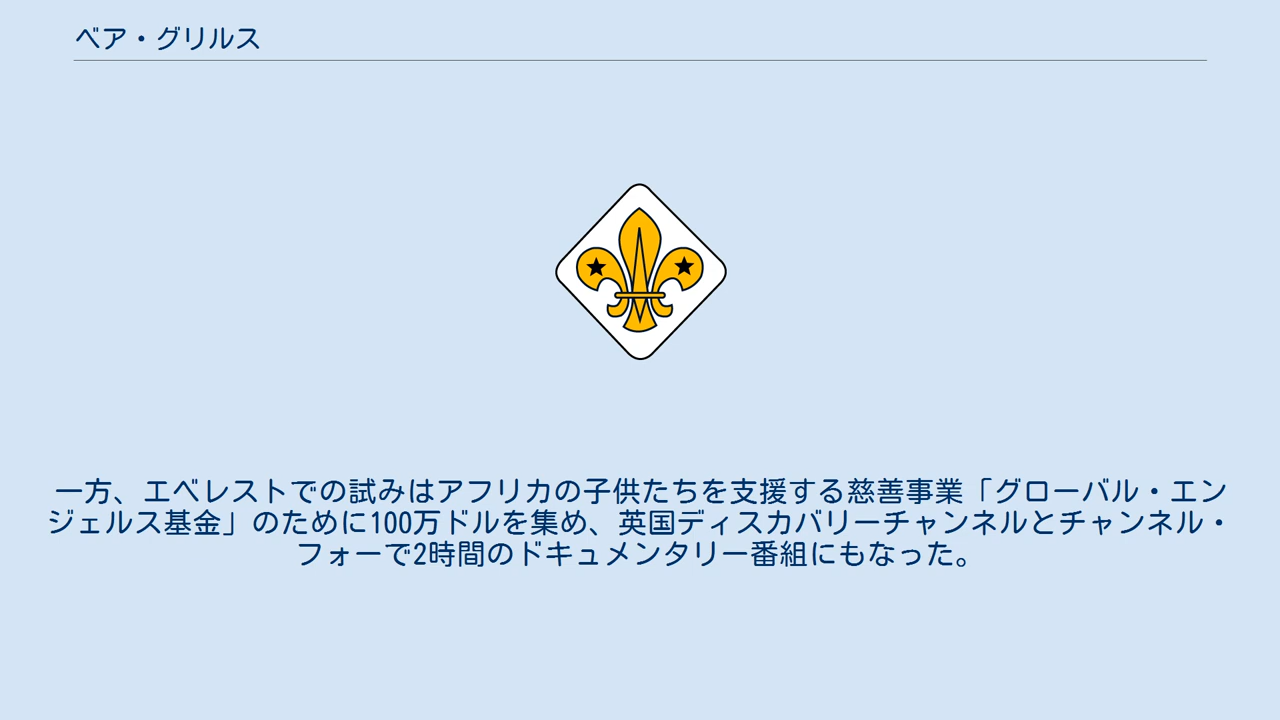 ベア・グリルス
一方、エベレストでの試みはアフリカの子供たちを支援する慈善事業「グローバル・エン
ジェルス基金」のために100万ドルを集め、英国ディスカバリーチャンネルとチャンネル・
フォーで2時間のドキュメンタリー番組にもなった。